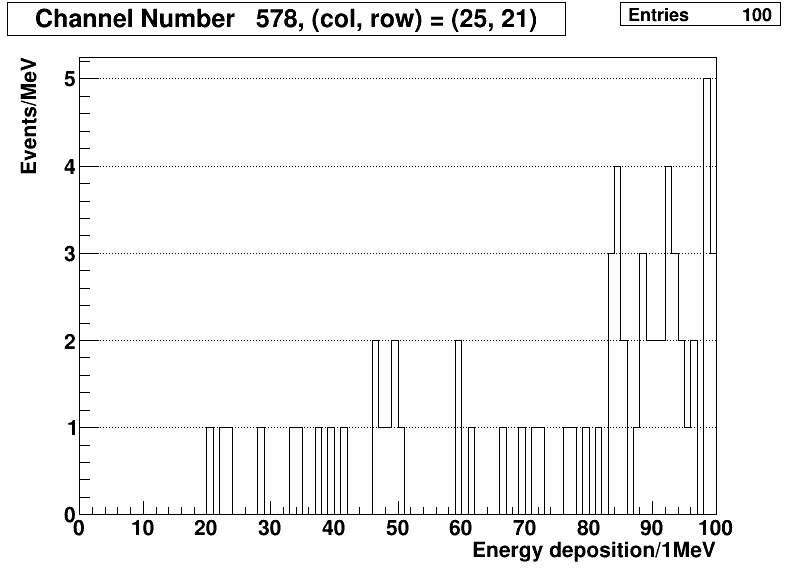 Channel Number 578, (col, row) = (25, 21)
Entries 100
Events/MeV
5
4
3
2
1
0
0 10 20 30 40 50 60 70 80 90 100
Energy deposition/1MeV